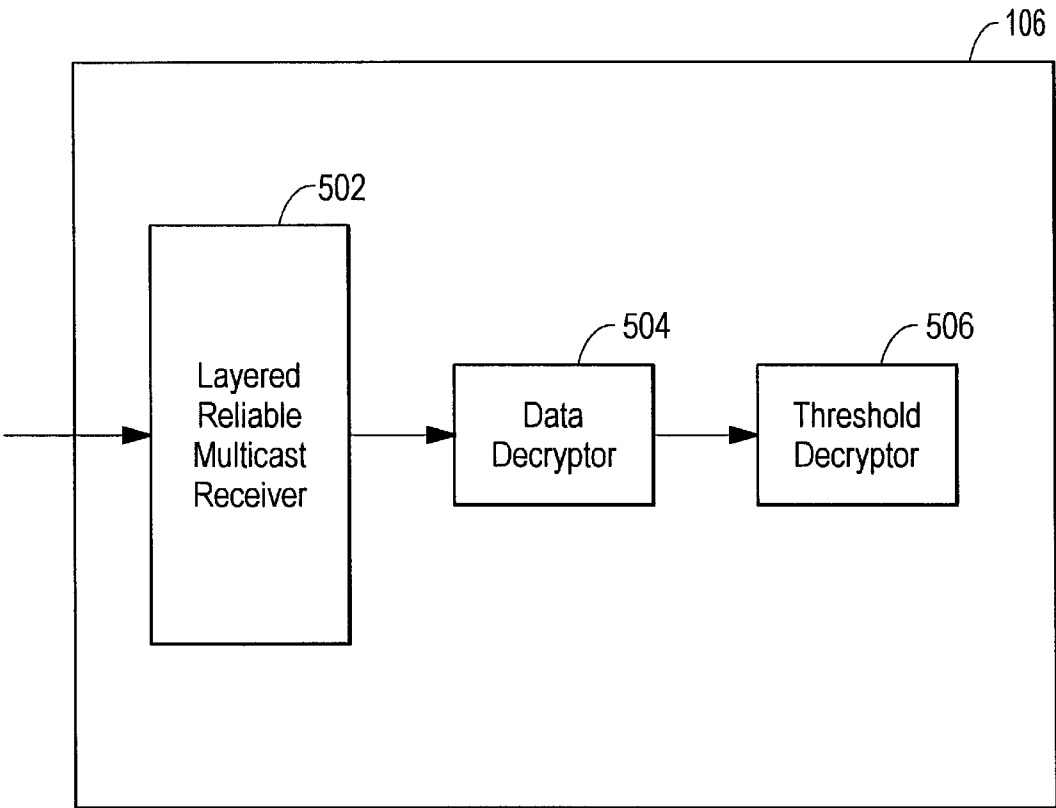 106
502
Layered
Reliable
Multicast
Receiver
504
Data
Decryptor
506
Threshold
Decryptor